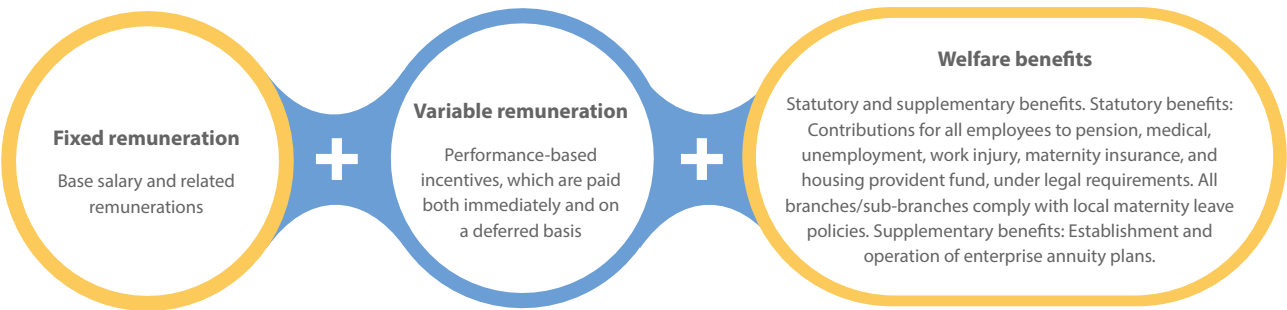 Fixed remuneration
Base salary and related
remunerations
Variable remuneration
Performance-based
incentives, which are paid
both immediately and on
a deferred basis
Welfare benefits
Statutory and supplementary benefits. Statutory benefits:
Contributions for all employees to pension, medical,
unemployment, work injury, maternity insurance, and
housing provident fund, under legal requirements. All
branches/sub-branches comply with local maternity leave
policies. Supplementary benefits: Establishment and
operation of enterprise annuity plans.